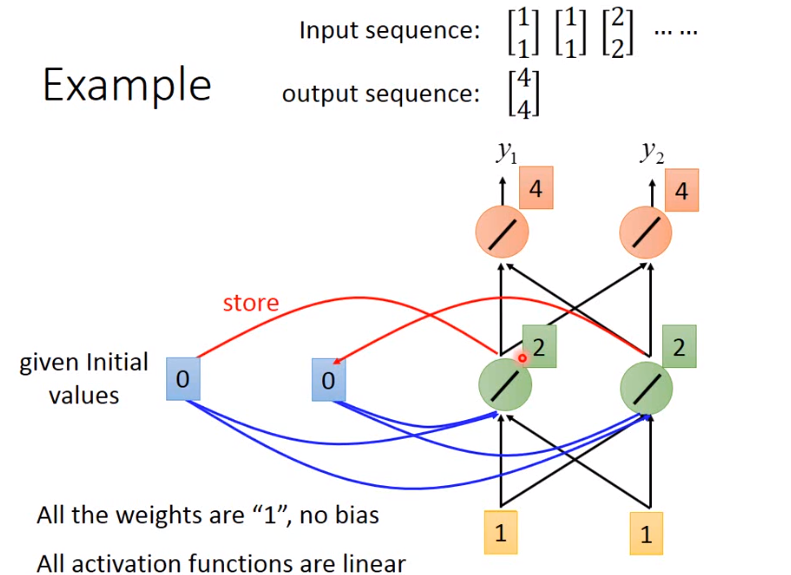 Input sequence: [1 1] [1 1] [2 2] … …
Example
output sequence: [4 4]
y₁ y₂
4 4
store
given Initial values
0 0 2 2
All the weights are “1”, no bias
1 1
All activation functions are linear